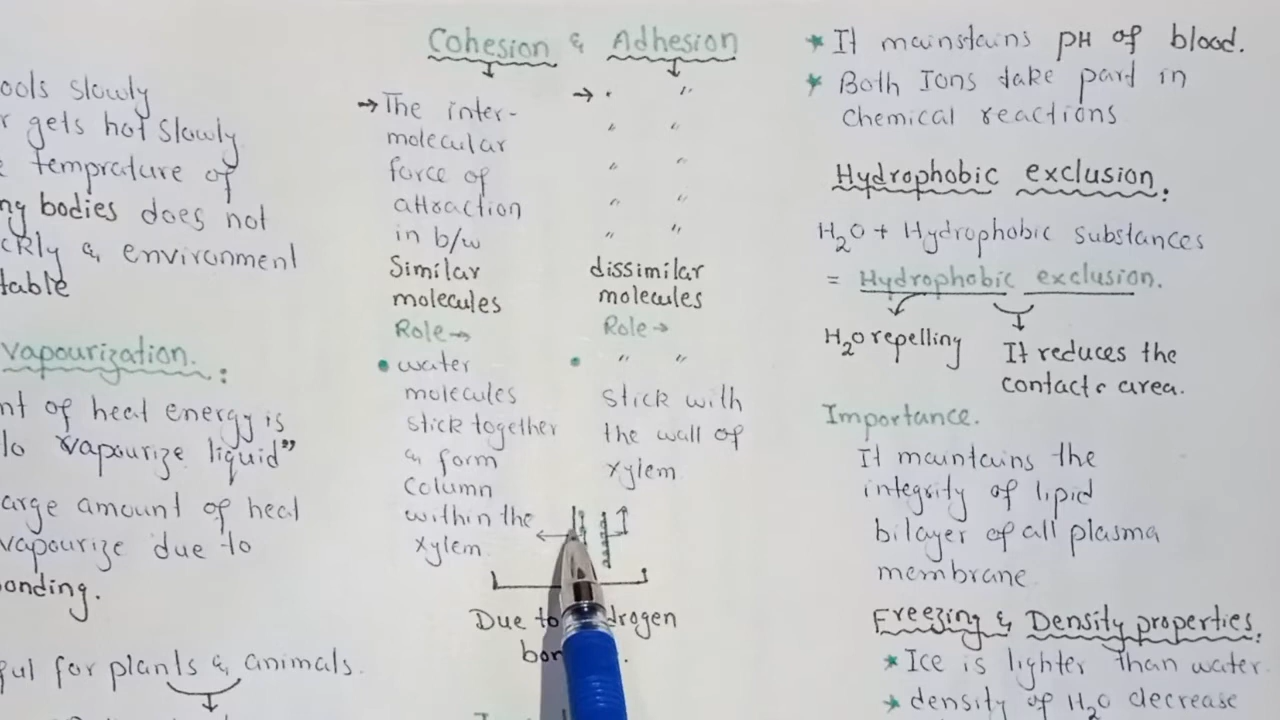 ools slowly
r gets hot slowly
temprature of
ng bodies does not
ckly & environment
table
vapourization.
nt of heat energy is
to "vapourize liquid"
arge amount of heat
vapourize due to
onding.
ful for plants & animals.
Cohesion & Adhesion
→ The inter-
molecular
force of
attraction
in b/w
Similar
molecules
Role →
• water
molecules
stick together
& form
Column
within the
xylem.
→ · "
" "
" "
" "
" "
dissimilar
molecules
Role →
• " "
stick with
the wall of
xylem
Due to drogen
bon
★ It mainstains pH of blood.
★ Both Ions take part in
chemical reactions
Hydrophobic exclusion.
H₂O + Hydrophobic substances
= Hydrophobic exclusion.
H₂O repelling
It reduces the
contact area.
Importance.
It maintains the
integrity of lipid
bilayer of all plasma
membrane
Freezing & Density properties.
★ Ice is lighter than water.
★ density of H₂O decrease